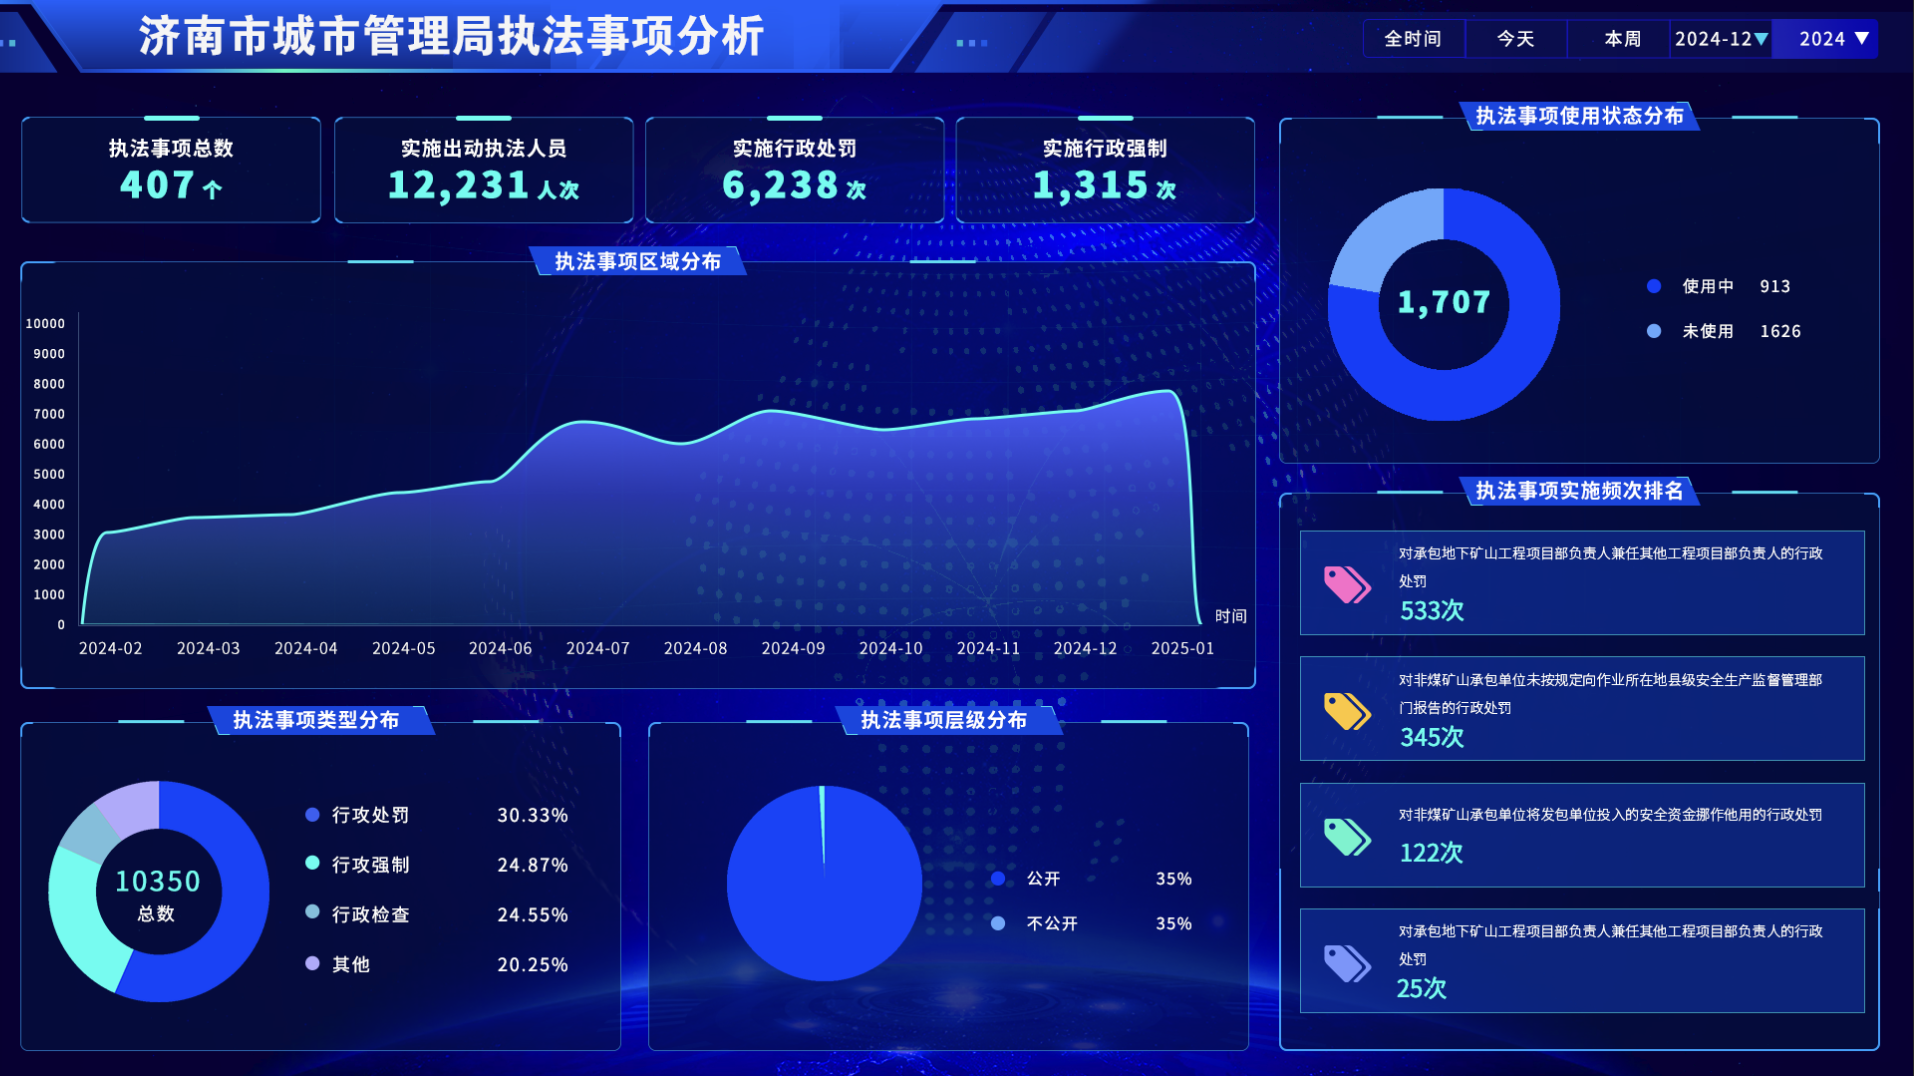 济南市城市管理局执法事项分析
全时间 今天 本周 2024-12▼ 2024 ▼
执法事项总数
407个
实施出动执法人员
12,231人次
实施行政处罚
6,238次
实施行政强制
1,315次
执法事项使用状态分布
1,707
使用中 913
未使用 1626
执法事项区域分布
10000
9000
8000
7000
6000
5000
4000
3000
2000
1000
0
时间
2024-02 2024-03 2024-04 2024-05 2024-06 2024-07 2024-08 2024-09 2024-10 2024-11 2024-12 2025-01
执法事项实施频次排名
对承包地下矿山工程项目部负责人兼任其他工程项目部负责人的行政
处罚
533次
对非煤矿山承包单位未按规定向作业所在地县级安全生产监督管理部
门报告的行政处罚
345次
对非煤矿山承包单位将发包单位投入的安全资金挪作他用的行政处罚
122次
对承包地下矿山工程项目部负责人兼任其他工程项目部负责人的行政
处罚
25次
执法事项类型分布
10350
总数
行攻处罚 30.33%
行攻强制 24.87%
行政检查 24.55%
其他 20.25%
执法事项层级分布
公开 35%
不公开 35%